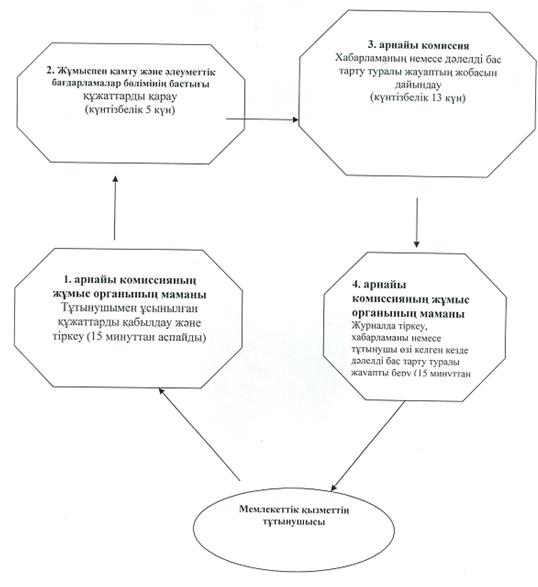 3. арнайы комиссия
Хабарламаның немесе дәлелді бас
тарту туралы жауаптың жобасын
дайындау
(күнтізбелік 13 күн)
2. Жұмыспен қамту және әлеуметтік
бағдарламалар бөлімінің бастығы
құжаттарды қарау
(күнтізбелік 5 күн)
1. арнайы комиссияның
жұмыс органының маманы
Тұтынушымен ұсынылған
құжаттарды қабылдау және
тіркеу (15 минуттан аспайды)
4. арнайы
комиссияның жұмыс
органының маманы
Журналда тіркеу,
хабарламаны немесе
тұтынушы өзі келген кезде
дәлелді бас тарту туралы
жауапты беру (15 минуттан
Мемлекеттік қызметтің
тұтынушысы